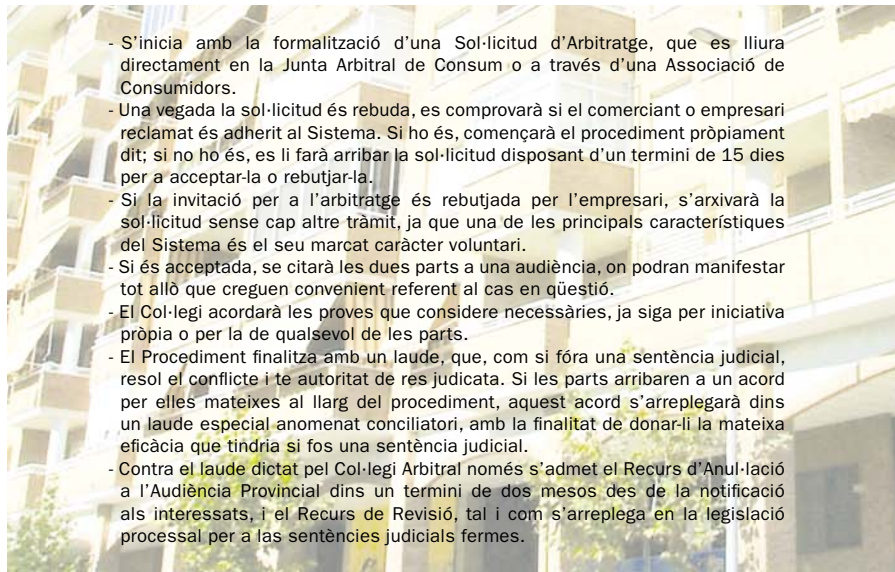 - S’inicia amb la formalització d’una Sol·licitud d’Arbitratge, que es lliura
directament en la Junta Arbitral de Consum o a través d’una Associació de
Consumidors.
- Una vegada la sol·licitud és rebuda, es comprovarà si el comerciant o empresari
reclamat és adherit al Sistema. Si ho és, començarà el procediment pròpiament
dit; si no ho és, es li farà arribar la sol·licitud disposant d’un termini de 15 dies
per a acceptar-la o rebutjar-la.
- Si la invitació per a l’arbitratge és rebutjada per l’empresari, s’arxivarà la
sol·licitud sense cap altre tràmit, ja que una de les principals característiques
del Sistema és el seu marcat caràcter voluntari.
- Si és acceptada, se citarà les dues parts a una audiència, on podran manifestar
tot allò que creguen convenient referent al cas en qüestió.
- El Col·legi acordarà les proves que considere necessàries, ja siga per iniciativa
pròpia o per la de qualsevol de les parts.
- El Procediment finalitza amb un laude, que, com si fóra una sentència judicial,
resol el conflicte i te autoritat de res judicata. Si les parts arribaren a un acord
per elles mateixes al llarg del procediment, aquest acord s’arreplegarà dins
un laude especial anomenat conciliatori, amb la finalitat de donar-li la mateixa
eficàcia que tindria si fos una sentència judicial.
- Contra el laude dictat pel Col·legi Arbitral només s’admet el Recurs d’Anul·lació
a l’Audiència Provincial dins un termini de dos mesos des de la notificació
als interessats, i el Recurs de Revisió, tal i com s’arreplega en la legislació
processal per a las sentències judicials fermes.